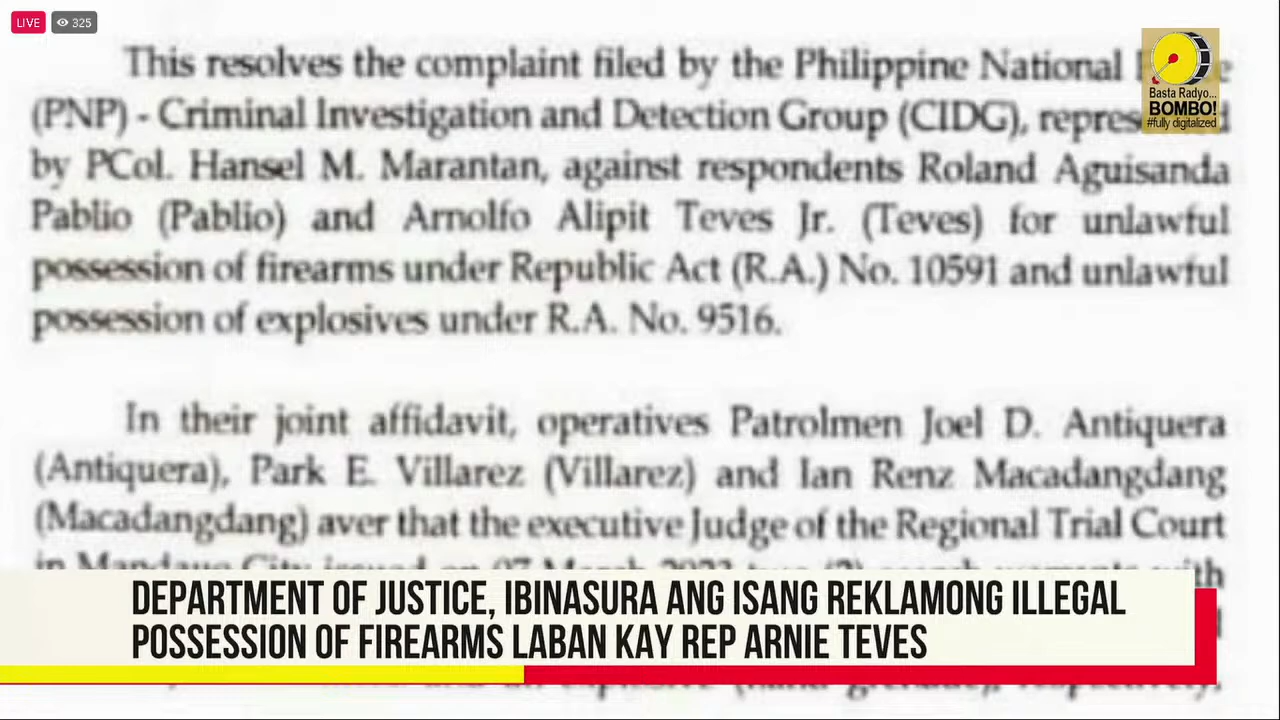 LIVE 325
This resolves the complaint filed by the Philippine National
(PNP) - Criminal Investigation and Detection Group (CIDG),
by PCol. Hansel M. Marantan, against respondents Roland Aguisanda
Pablio (Pablio) and Arnolfo Alipit Teves Jr. (Teves) for unlawful
possession of firearms under Republic Act (R.A.) No. 10591 and unlawful
possession of explosives under R.A. No. 9516.
In their joint affidavit, operatives Patrolmen Joel D. Antiquera
(Antiquera), Park E. Villarez (Villarez) and Ian Renz Macadangdang
(Macadangdang) aver that the executive Judge of the Regional Trial Court
Basta Radyo...
BOMBO!
#fully digitalized
DEPARTMENT OF JUSTICE, IBINASURA ANG ISANG REKLAMONG ILLEGAL
POSSESSION OF FIREARMS LABAN KAY REP ARNIE TEVES